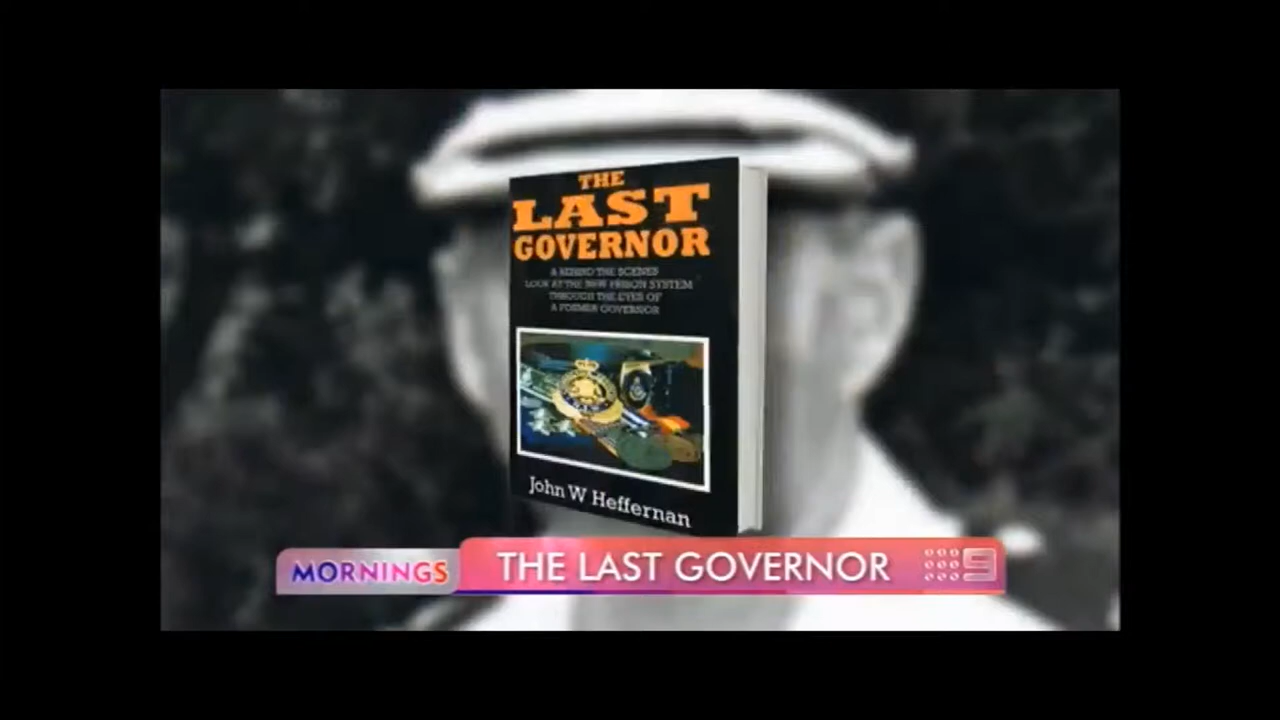 THE
LAST
GOVERNOR
A BEHIND THE SCENES
LOOK AT THE NSW PRISON SYSTEM
THROUGH THE EYES OF
A FORMER GOVERNOR
John W Heffernan
MORNINGS
THE LAST GOVERNOR
9